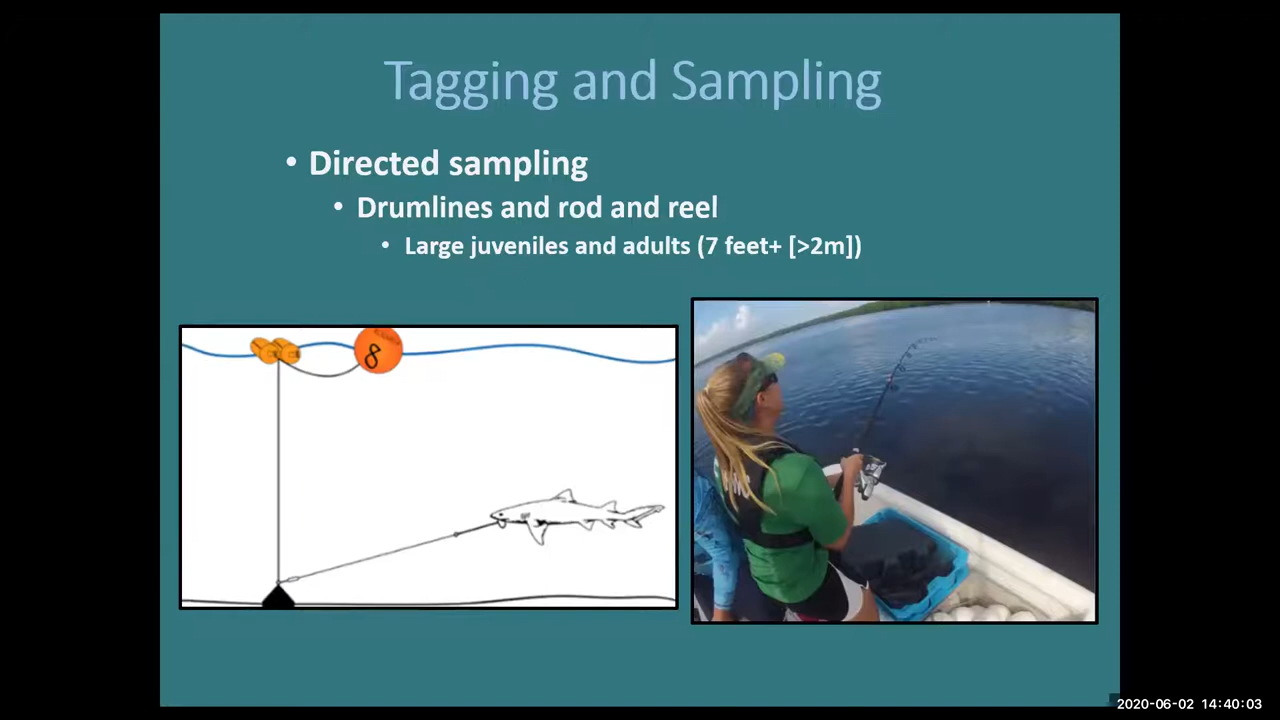 Tagging and Sampling
• Directed sampling
• Drumlines and rod and reel
• Large juveniles and adults (7 feet+ [>2m])
8
2020-06-02 14:40:03